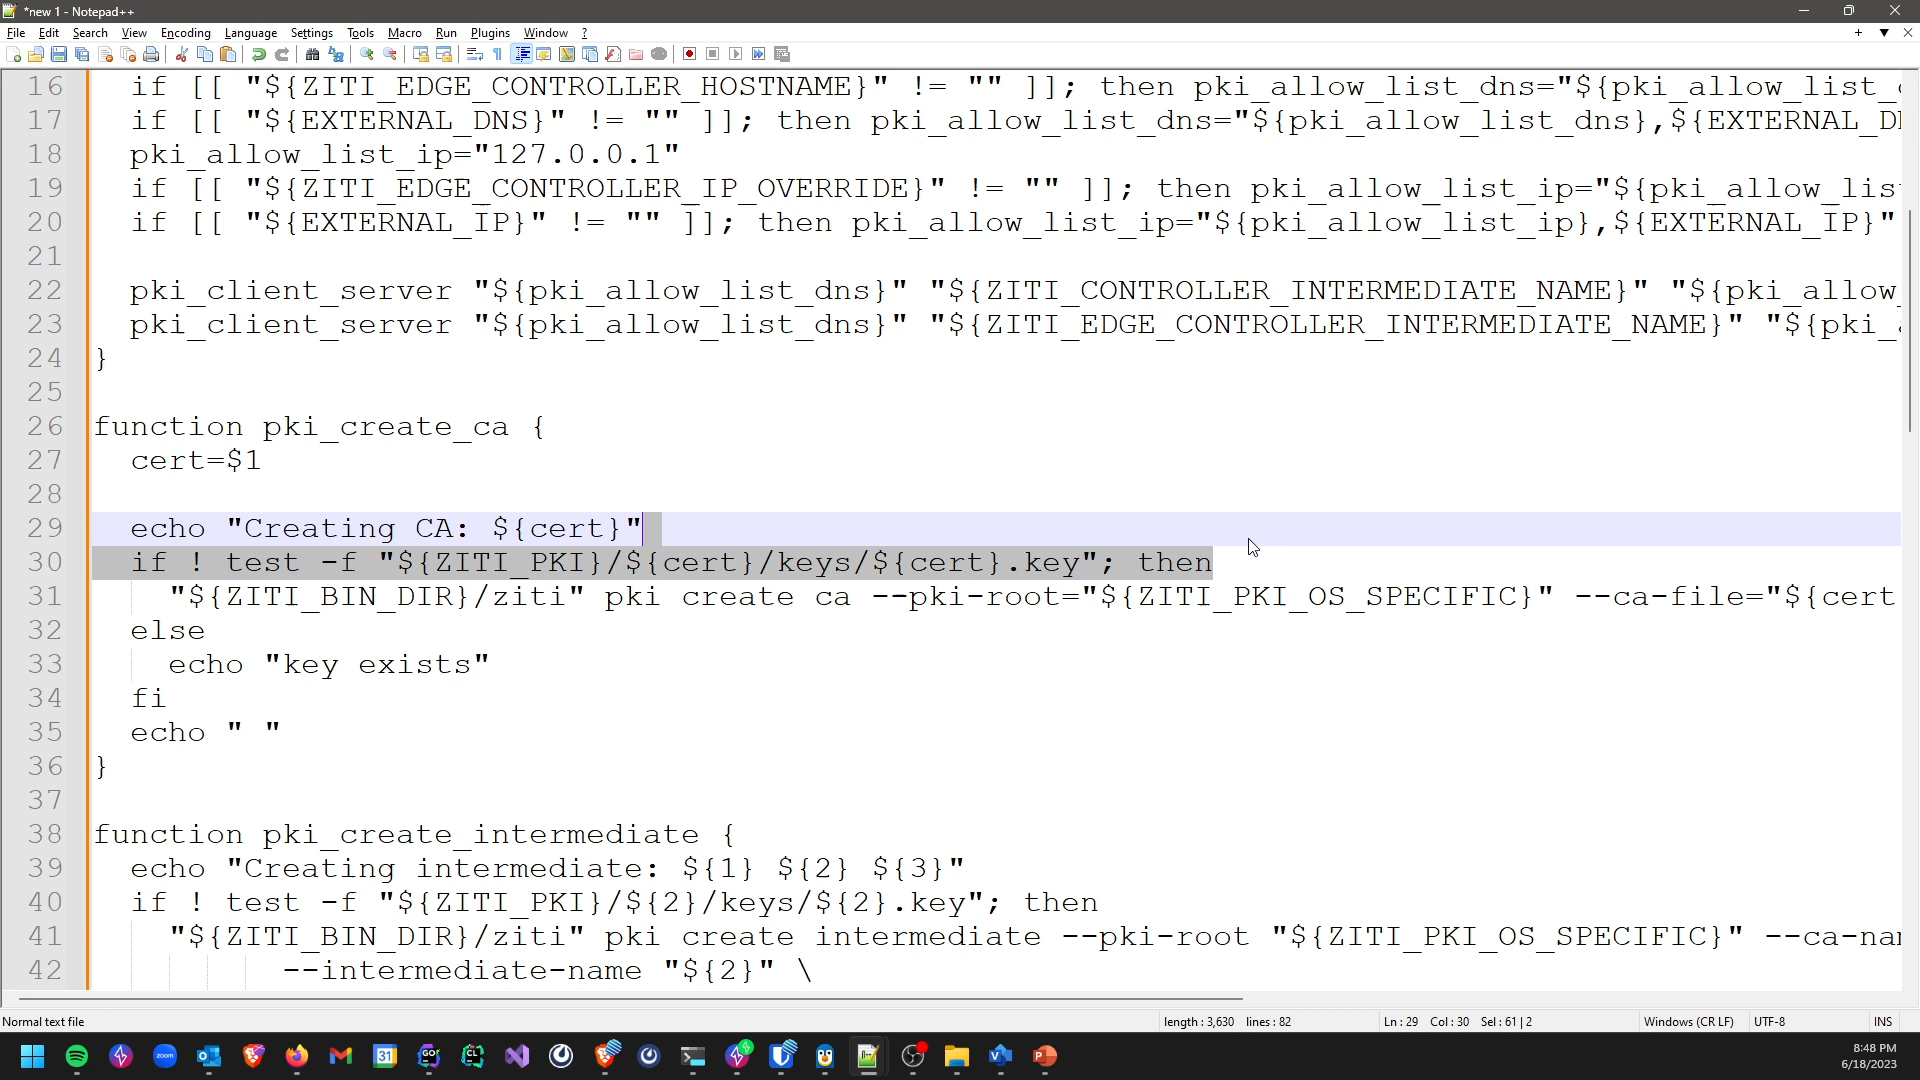 *new 1 - Notepad++
File Edit Search View Encoding Language Settings Tools Macro Run Plugins Window ?
16 if [[ "${ZITI_EDGE_CONTROLLER_HOSTNAME}" != "" ]]; then pki_allow_list_dns="${pki_allow_list_
17 if [[ "${EXTERNAL_DNS}" != "" ]]; then pki_allow_list_dns="${pki_allow_list_dns},${EXTERNAL_D
18 pki_allow_list_ip="127.0.0.1"
19 if [[ "${ZITI_EDGE_CONTROLLER_IP_OVERRIDE}" != "" ]]; then pki_allow_list_ip="${pki_allow_lis
20 if [[ "${EXTERNAL_IP}" != "" ]]; then pki_allow_list_ip="${pki_allow_list_ip},${EXTERNAL_IP}"
21
22 pki_client_server "${pki_allow_list_dns}" "${ZITI_CONTROLLER_INTERMEDIATE_NAME}" "${pki_allow_
23 pki_client_server "${pki_allow_list_dns}" "${ZITI_EDGE_CONTROLLER_INTERMEDIATE_NAME}" "${pki_
24 }
25
26 function pki_create_ca {
27 cert=$1
28
29 echo "Creating CA: ${cert}"
30 if ! test -f "${ZITI_PKI}/${cert}/keys/${cert}.key"; then
31 "${ZITI_BIN_DIR}/ziti" pki create ca --pki-root="${ZITI_PKI_OS_SPECIFIC}" --ca-file="${cert
32 else
33 echo "key exists"
34 fi
35 echo " "
36 }
37
38 function pki_create_intermediate {
39 echo "Creating intermediate: ${1} ${2} ${3}"
40 if ! test -f "${ZITI_PKI}/${2}/keys/${2}.key"; then
41 "${ZITI_BIN_DIR}/ziti" pki create intermediate --pki-root "${ZITI_PKI_OS_SPECIFIC}" --ca-na
42 --intermediate-name "${2}" \
Normal text file length : 3,630 lines : 82 Ln : 29 Col : 30 Sel : 61 | 2 Windows (CR LF) UTF-8 INS
zoom 31 GO CL
8:48 PM
6/18/2023